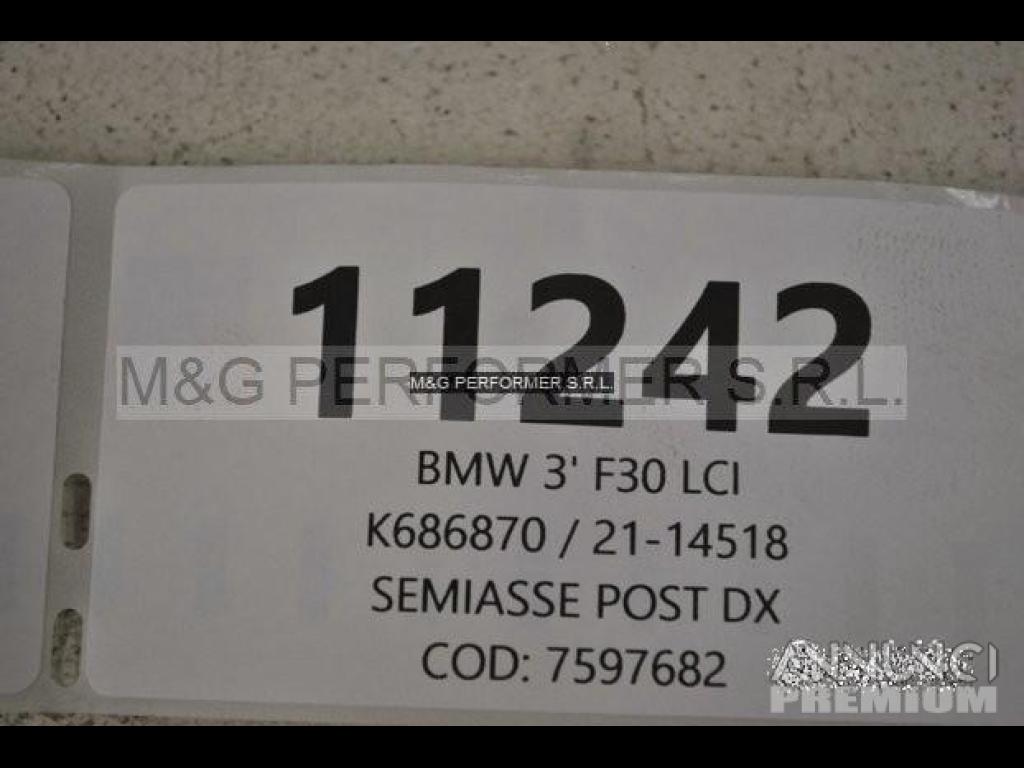 11242
M&G PERFORMER S.R.L.
M&G PERFORMER S.R.L.
BMW 3' F30 LCI
K686870 / 21-14518
SEMIASSE POST DX
COD: 7597682
ANNUNCI
PREMIUM